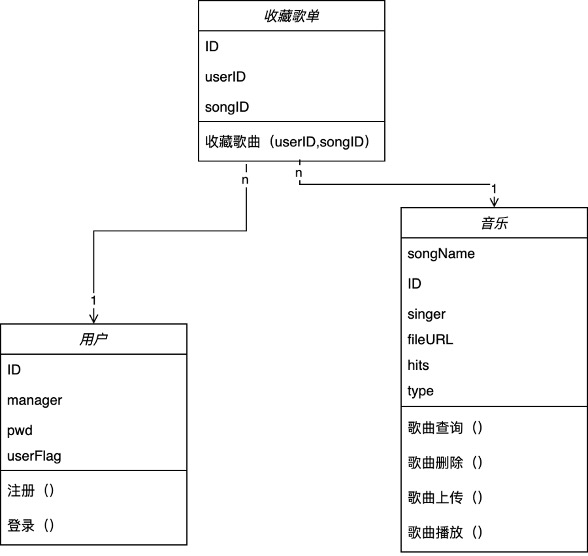 收藏歌单
ID
userID
songID
收藏歌曲（userID,songID）
n
n
1
1
音乐
songName
ID
singer
fileURL
hits
type
歌曲查询（）
歌曲删除（）
歌曲上传（）
歌曲播放（）
用户
ID
manager
pwd
userFlag
注册（）
登录（）